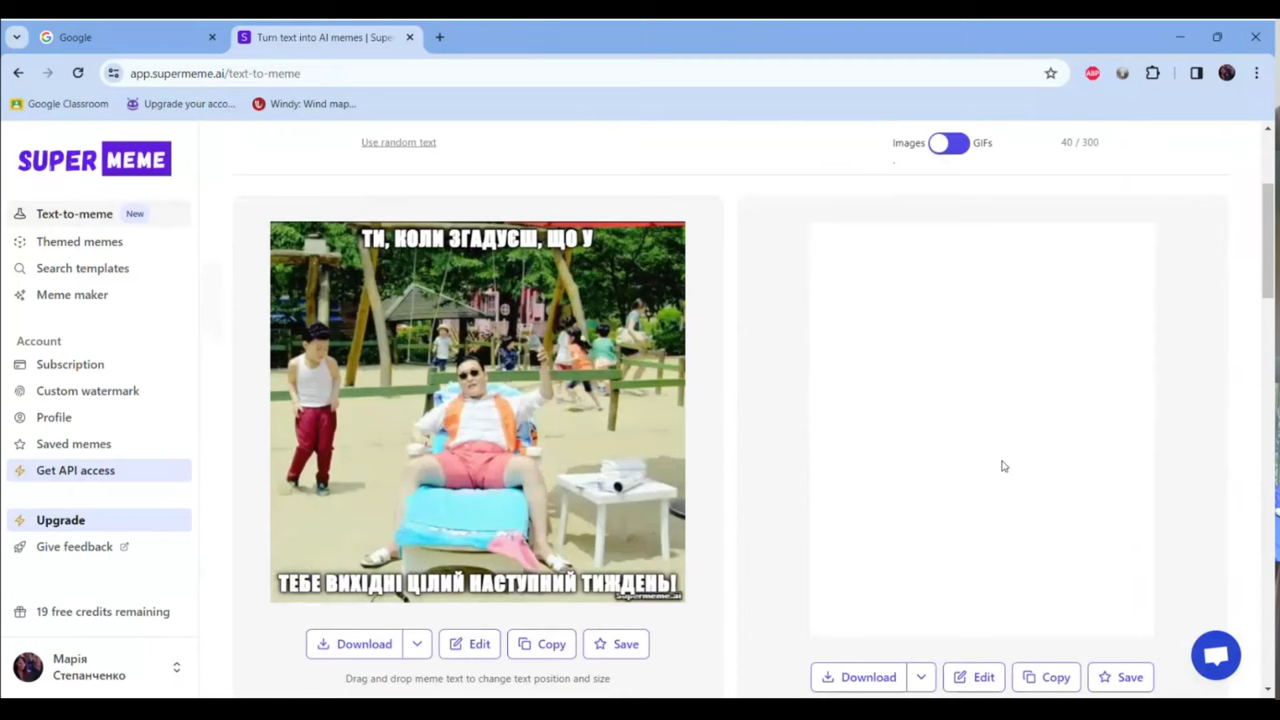 Google
Turn text into AI memes | Supe
app.supermeme.ai/text-to-meme
ABP
Google Classroom
Upgrade your acco...
Windy: Wind map...
SUPER MEME
Use random text
Images
GIFs
40 / 300
Text-to-meme
New
Themed memes
Search templates
Meme maker
Account
Subscription
Custom watermark
Profile
Saved memes
Get API access
Upgrade
Give feedback
19 free credits remaining
Марія
Степанченко
ТИ, КОЛИ ЗГАДУЄШ, ЩО У
ТЕБЕ ВИХІДНІ ЦІЛИЙ НАСТУПНИЙ ТИЖДЕНЬ!
supermeme.ai
Download
Edit
Copy
Save
Drag and drop meme text to change text position and size
Download
Edit
Copy
Save